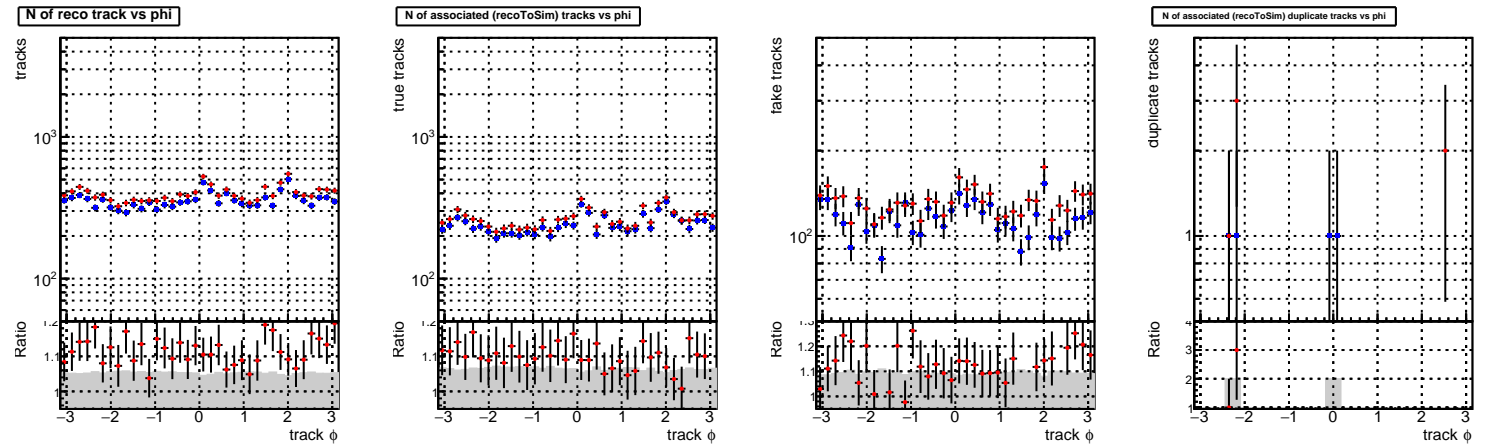 N of reco track vs phi
tracks
10³
10²
Ratio
1.2
1.1
1
−3 −2 −1 0 1 2 3
track ϕ
N of associated (recoToSim) tracks vs phi
true tracks
10³
10²
Ratio
1.2
1.1
1
−3 −2 −1 0 1 2 3
track ϕ
fake tracks
10²
Ratio
1.3
1.2
1.1
1
−3 −2 −1 0 1 2 3
track ϕ
N of associated (recoToSim) duplicate tracks vs phi
duplicate tracks
1
Ratio
4
3
2
1
−3 −2 −1 0 1 2 3
track ϕ